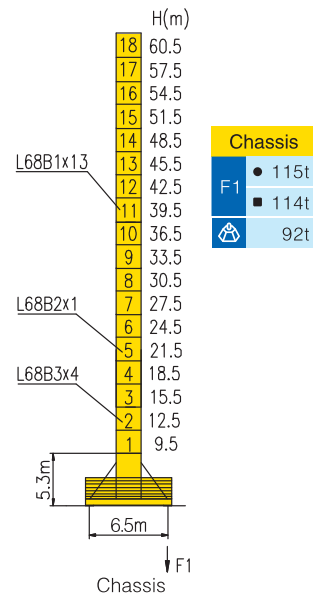 H(m)
18 60.5
17 57.5
16 54.5
15 51.5
14 48.5
13 45.5
12 42.5
11 39.5
10 36.5
9 33.5
8 30.5
7 27.5
6 24.5
5 21.5
4 18.5
3 15.5
2 12.5
1 9.5
L68B1x13
L68B2x1
L68B3x4
5.3m
6.5m
F1
Chassis
Chassis
F1 ● 115t
■ 114t
92t